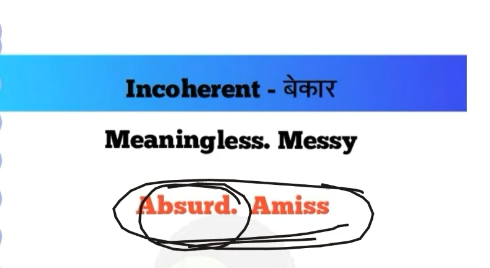 Incoherent - बेकार
Meaningless. Messy
Absurd. Amiss